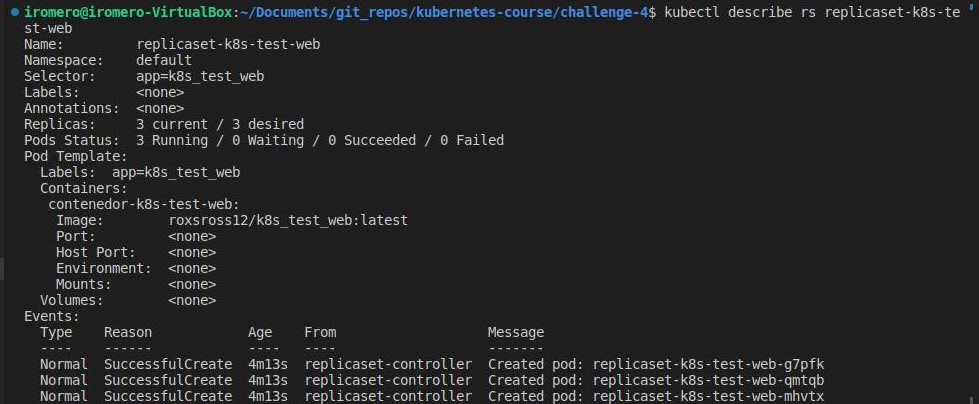 iromero@iromero-VirtualBox:~/Documents/git_repos/kubernetes-course/challenge-4$ kubectl describe rs replicaset-k8s-te
st-web
Name:         replicaset-k8s-test-web
Namespace:    default
Selector:     app=k8s_test_web
Labels:       <none>
Annotations:  <none>
Replicas:     3 current / 3 desired
Pods Status:  3 Running / 0 Waiting / 0 Succeeded / 0 Failed
Pod Template:
  Labels:  app=k8s_test_web
  Containers:
   contenedor-k8s-test-web:
    Image:        roxsross12/k8s_test_web:latest
    Port:         <none>
    Host Port:    <none>
    Environment:  <none>
    Mounts:       <none>
  Volumes:        <none>
Events:
  Type    Reason            Age    From                   Message
  ----    ------            ----   ----                   -------
  Normal  SuccessfulCreate  4m13s  replicaset-controller  Created pod: replicaset-k8s-test-web-g7pfk
  Normal  SuccessfulCreate  4m13s  replicaset-controller  Created pod: replicaset-k8s-test-web-qmtqb
  Normal  SuccessfulCreate  4m13s  replicaset-controller  Created pod: replicaset-k8s-test-web-mhvtx